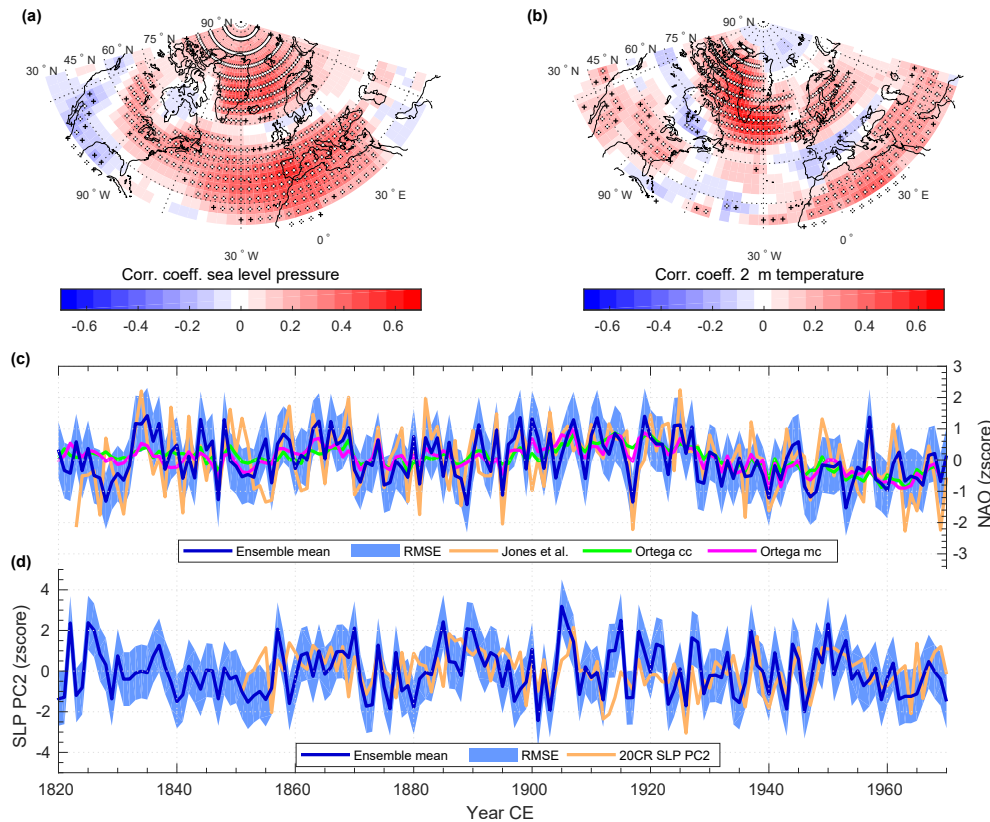 (a)
90° N
75° N
60° N
45° N
30° N
90° W
30° W
0°
30° E
Corr. coeff. sea level pressure
-0.6 -0.4 -0.2 0 0.2 0.4 0.6
(b)
90° N
75° N
60° N
45° N
30° N
90° W
30° W
0°
30° E
Corr. coeff. 2 m temperature
-0.6 -0.4 -0.2 0 0.2 0.4 0.6
(c)
3
2
1
0
-1
-2
-3
NAO (zscore)
Ensemble mean RMSE Jones et al. Ortega cc Ortega mc
(d)
4
2
0
-2
-4
SLP PC2 (zscore)
Ensemble mean RMSE 20CR SLP PC2
1820 1840 1860 1880 1900 1920 1940 1960
Year CE